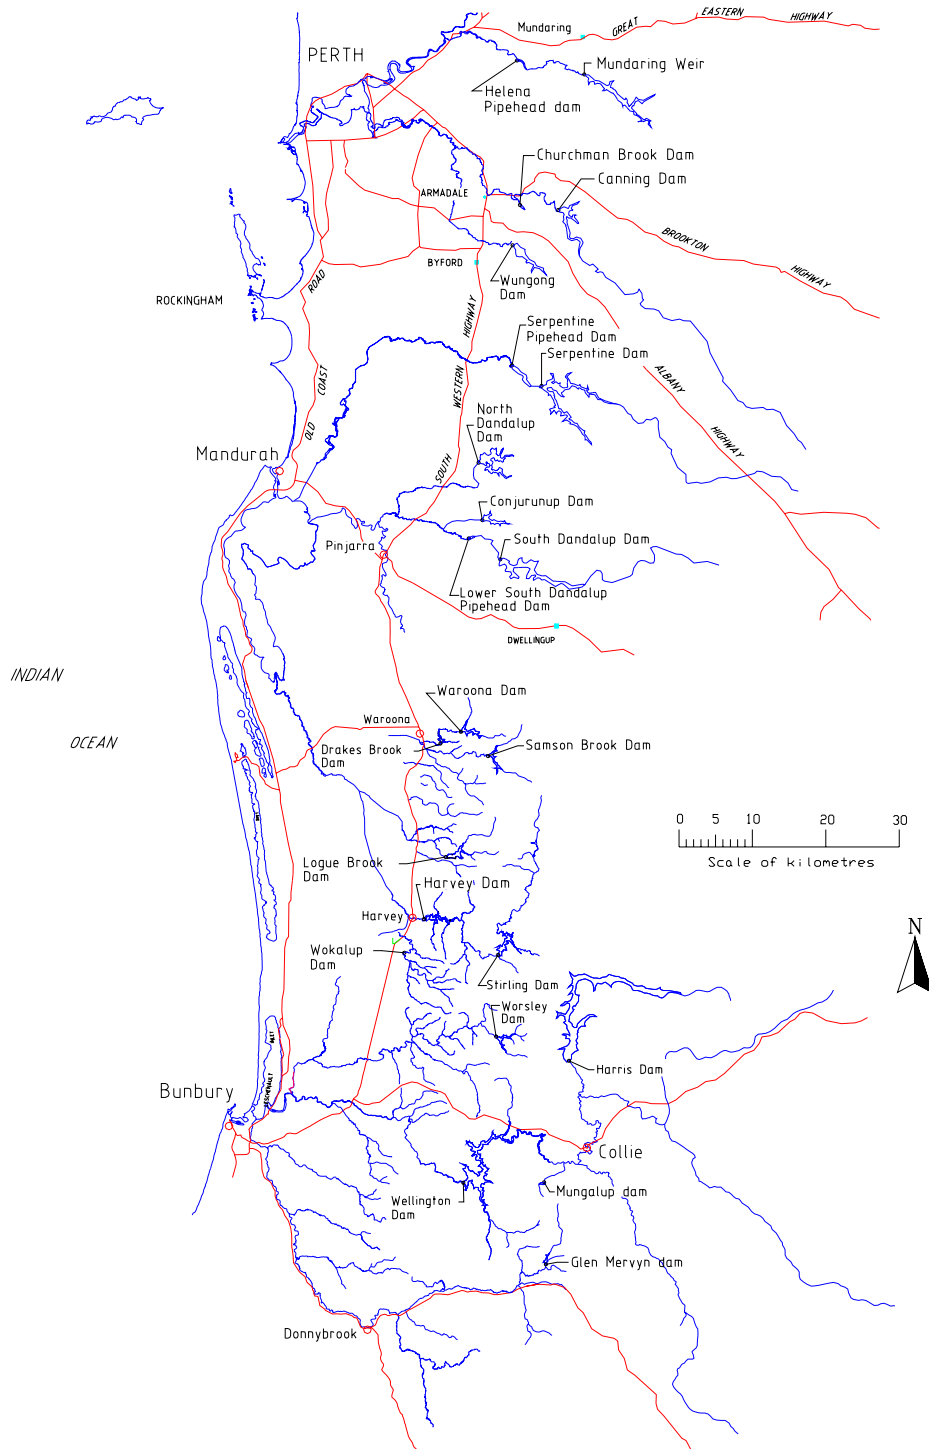 EASTERN
HIGHWAY
GREAT
Mundaring
PERTH
Mundaring Weir
Helena
Pipehead dam
Churchman Brook Dam
Canning Dam
ARMADALE
BROOKTON
HIGHWAY
BYFORD
Wungong
Dam
ROAD
ROCKINGHAM
HIGHWAY
Serpentine
Pipehead Dam
Serpentine Dam
COAST
WESTERN
ALBANY
HIGHWAY
North
Dandalup
Dam
OLD
Mandurah
SOUTH
Conjurunup Dam
Pinjarra
South Dandalup Dam
Lower South Dandalup
Pipehead Dam
DWELLINGUP
INDIAN
OCEAN
Waroona Dam
Waroona
Drakes Brook
Dam
Samson Brook Dam
0 5 10 20 30
Scale of kilometres
Logue Brook
Dam
Harvey Dam
Harvey
N
Wokalup
Dam
Stirling Dam
Worsley
Dam
INLET
LESCHENAULT
Harris Dam
Bunbury
Collie
Wellington
Dam
Mungalup dam
Glen Mervyn dam
Donnybrook